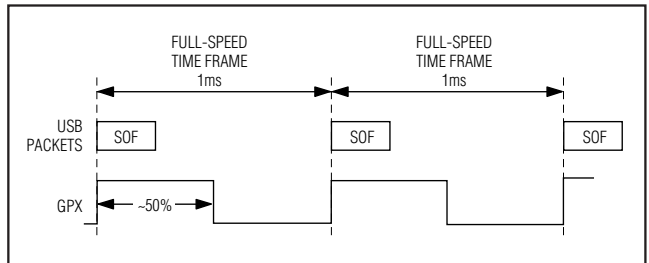 FULL-SPEED
TIME FRAME
1ms
FULL-SPEED
TIME FRAME
1ms
USB
PACKETS
SOF
SOF
SOF
GPX
~50%